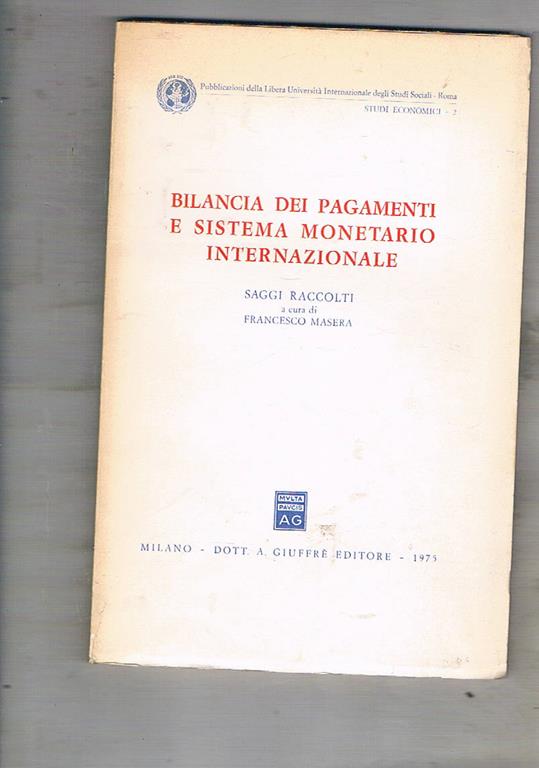 Pubblicazioni della Libera Università Internazionale degli Studi Sociali - Roma
STUDI ECONOMICI - 2
BILANCIA DEI PAGAMENTI
E SISTEMA MONETARIO
INTERNAZIONALE
SAGGI RACCOLTI
a cura di
FRANCESCO MASERA
MVLTA
PAVCIS
AG
MILANO - DOTT. A. GIUFFRÈ EDITORE - 1975